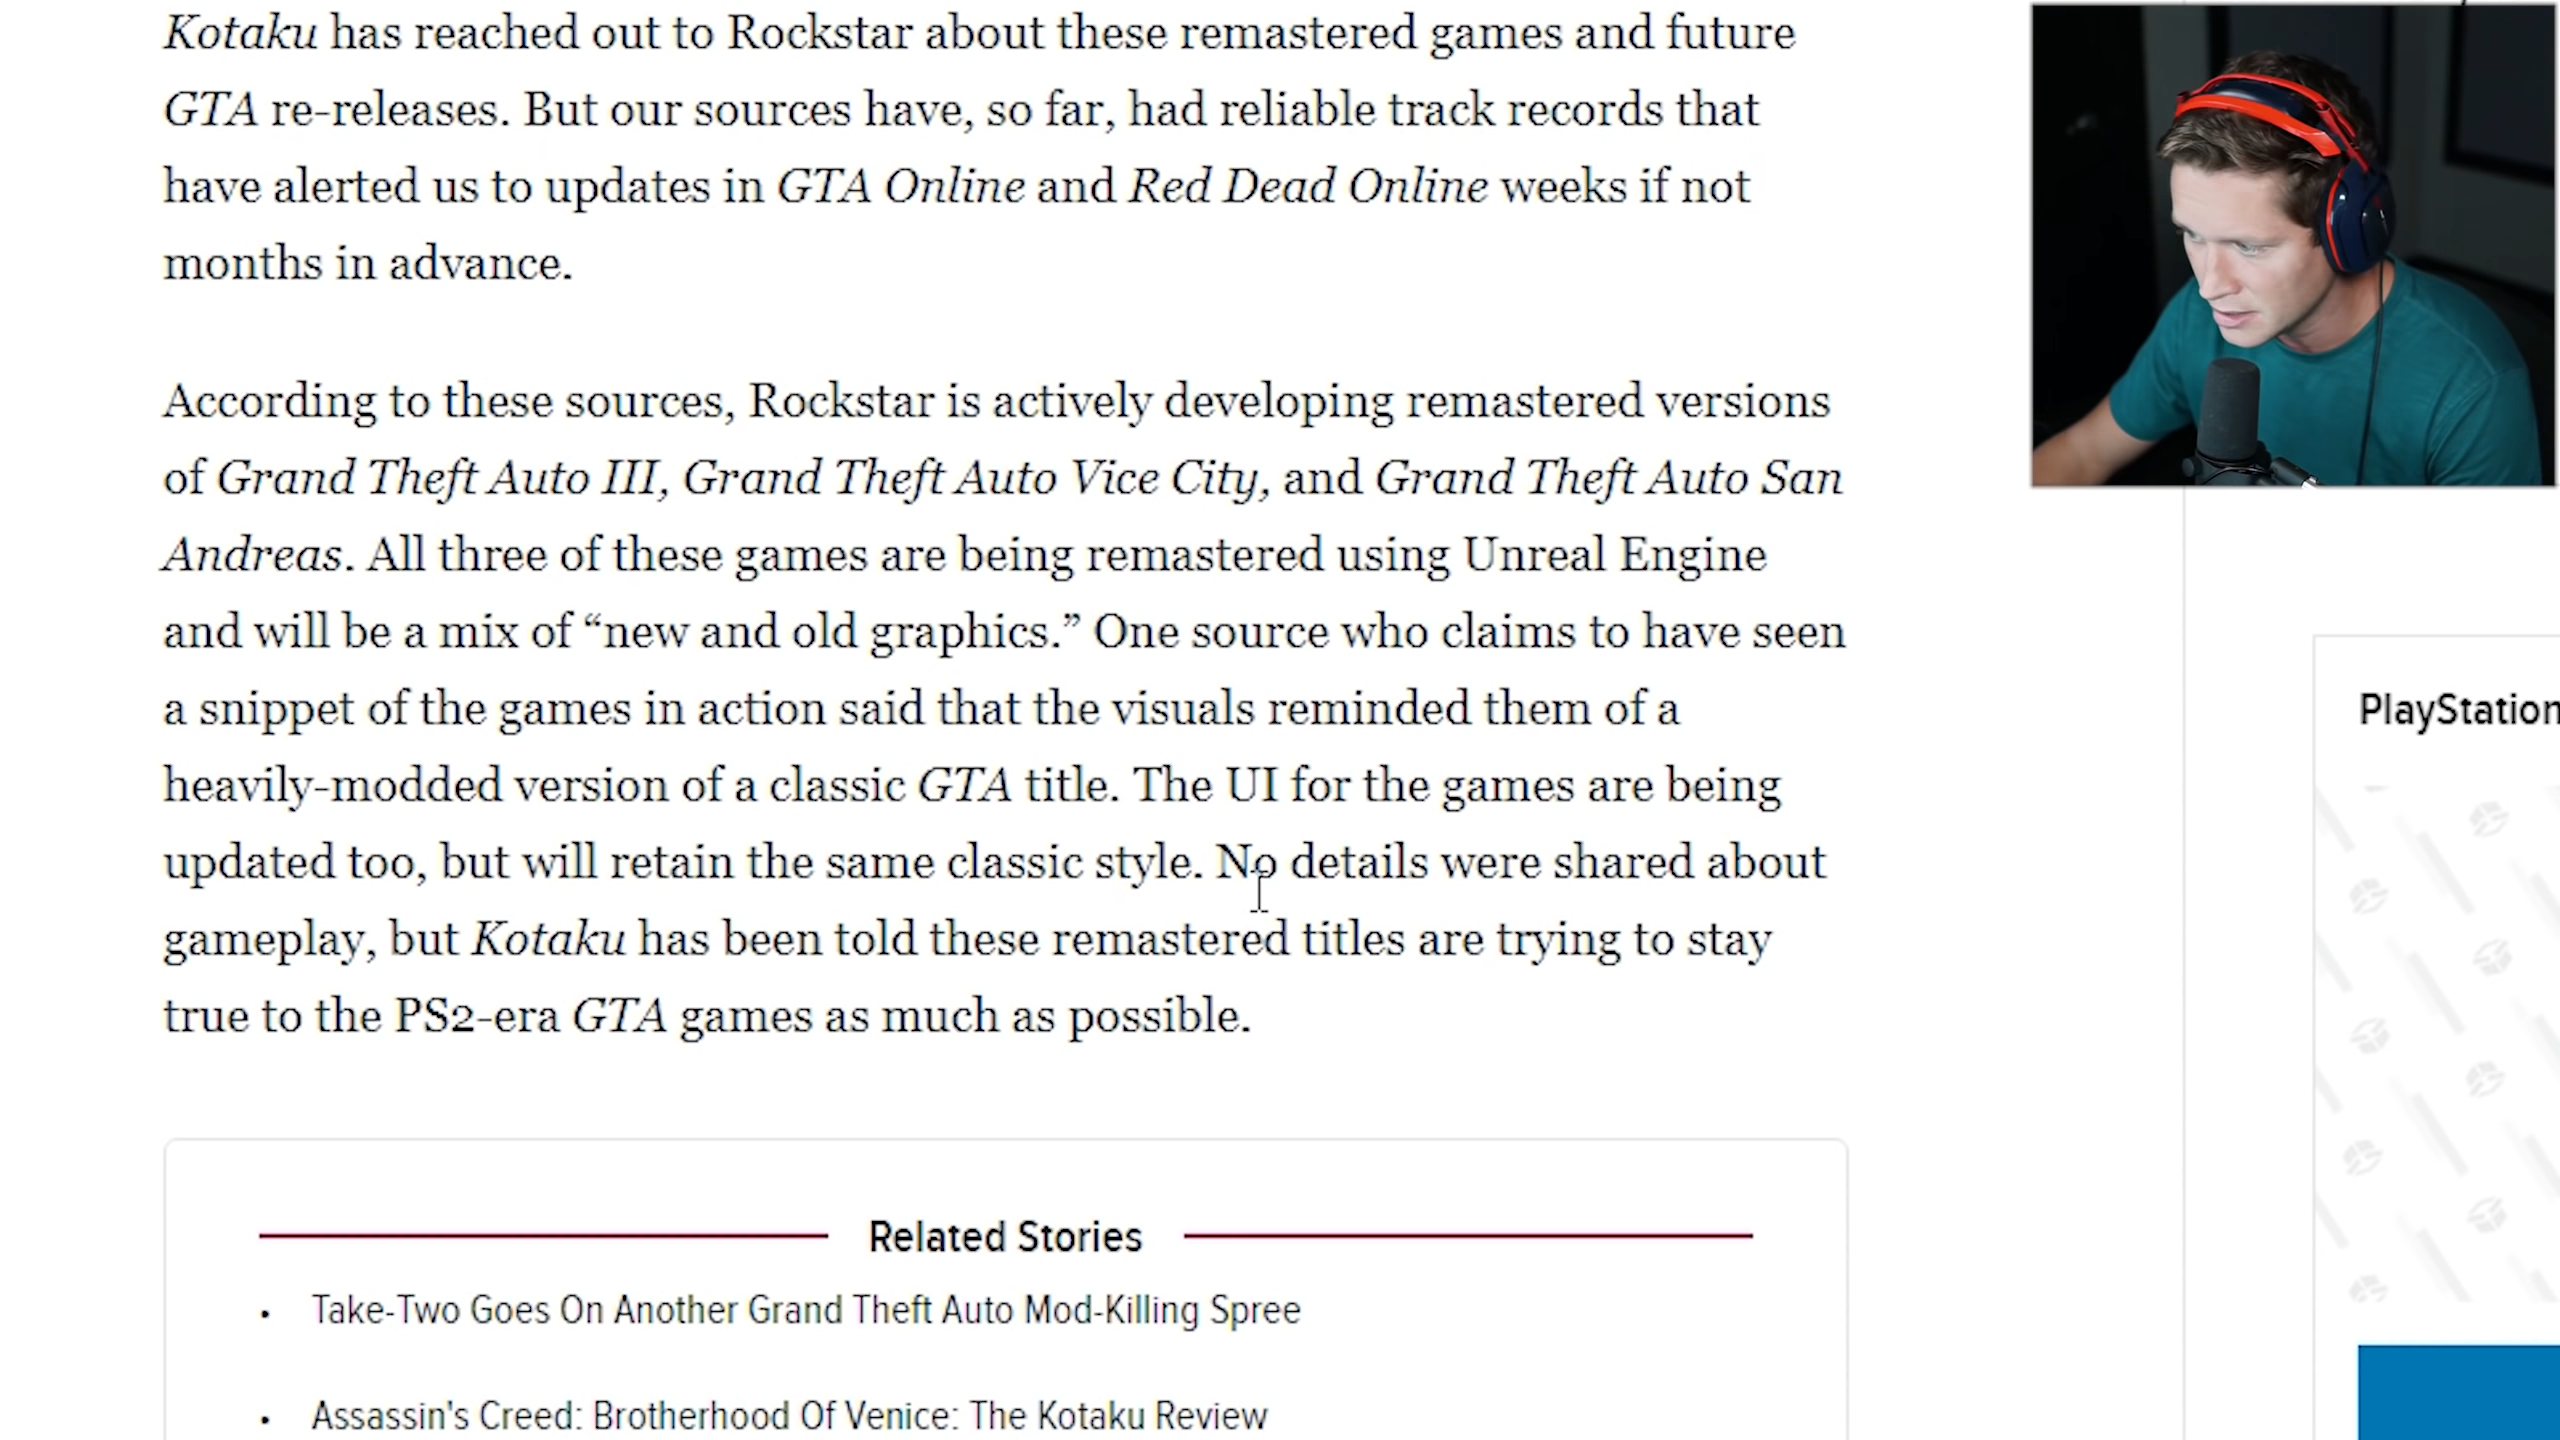 Kotaku has reached out to Rockstar about these remastered games and future
GTA re-releases. But our sources have, so far, had reliable track records that
have alerted us to updates in GTA Online and Red Dead Online weeks if not
months in advance.
According to these sources, Rockstar is actively developing remastered versions
of Grand Theft Auto III, Grand Theft Auto Vice City, and Grand Theft Auto San
Andreas. All three of these games are being remastered using Unreal Engine
and will be a mix of “new and old graphics.” One source who claims to have seen
a snippet of the games in action said that the visuals reminded them of a
heavily-modded version of a classic GTA title. The UI for the games are being
updated too, but will retain the same classic style. No details were shared about
gameplay, but Kotaku has been told these remastered titles are trying to stay
true to the PS2-era GTA games as much as possible.
Related Stories
• Take-Two Goes On Another Grand Theft Auto Mod-Killing Spree
• Assassin's Creed: Brotherhood Of Venice: The Kotaku Review
PlayStation